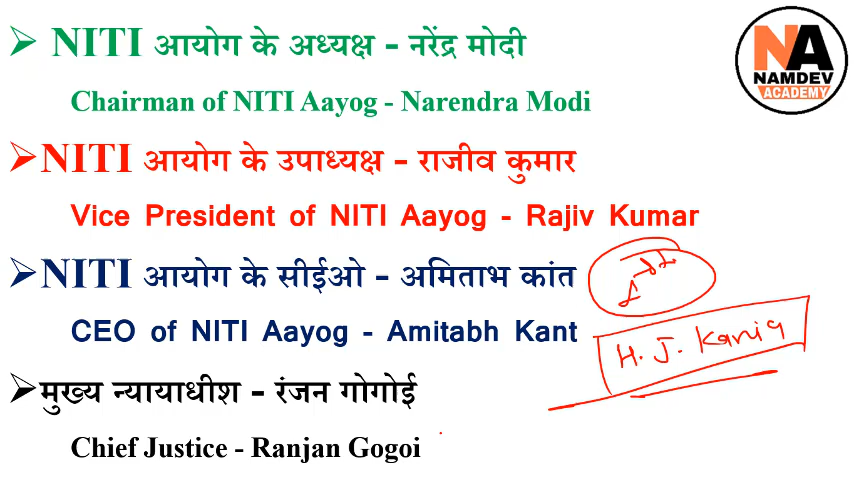 ➢ NITI आयोग के अध्यक्ष - नरेंद्र मोदी
Chairman of NITI Aayog - Narendra Modi
➢NITI आयोग के उपाध्यक्ष - राजीव कुमार
Vice President of NITI Aayog - Rajiv Kumar
➢NITI आयोग के सीईओ - अमिताभ कांत
CEO of NITI Aayog - Amitabh Kant
➢मुख्य न्यायाधीश - रंजन गोगोई
Chief Justice - Ranjan Gogoi
NA
NAMDEV
ACADEMY
H. J. Kania